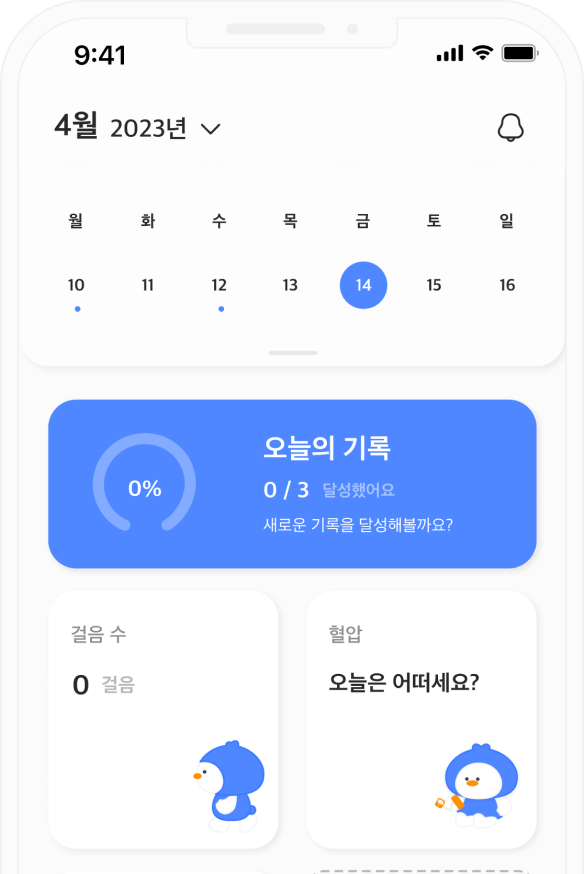 9:41
4월 2023년
월 화 수 목 금 토 일
10 11 12 13 14 15 16
오늘의 기록
0%
0 / 3 달성했어요
새로운 기록을 달성해볼까요?
걸음 수
0 걸음
혈압
오늘은 어떠세요?